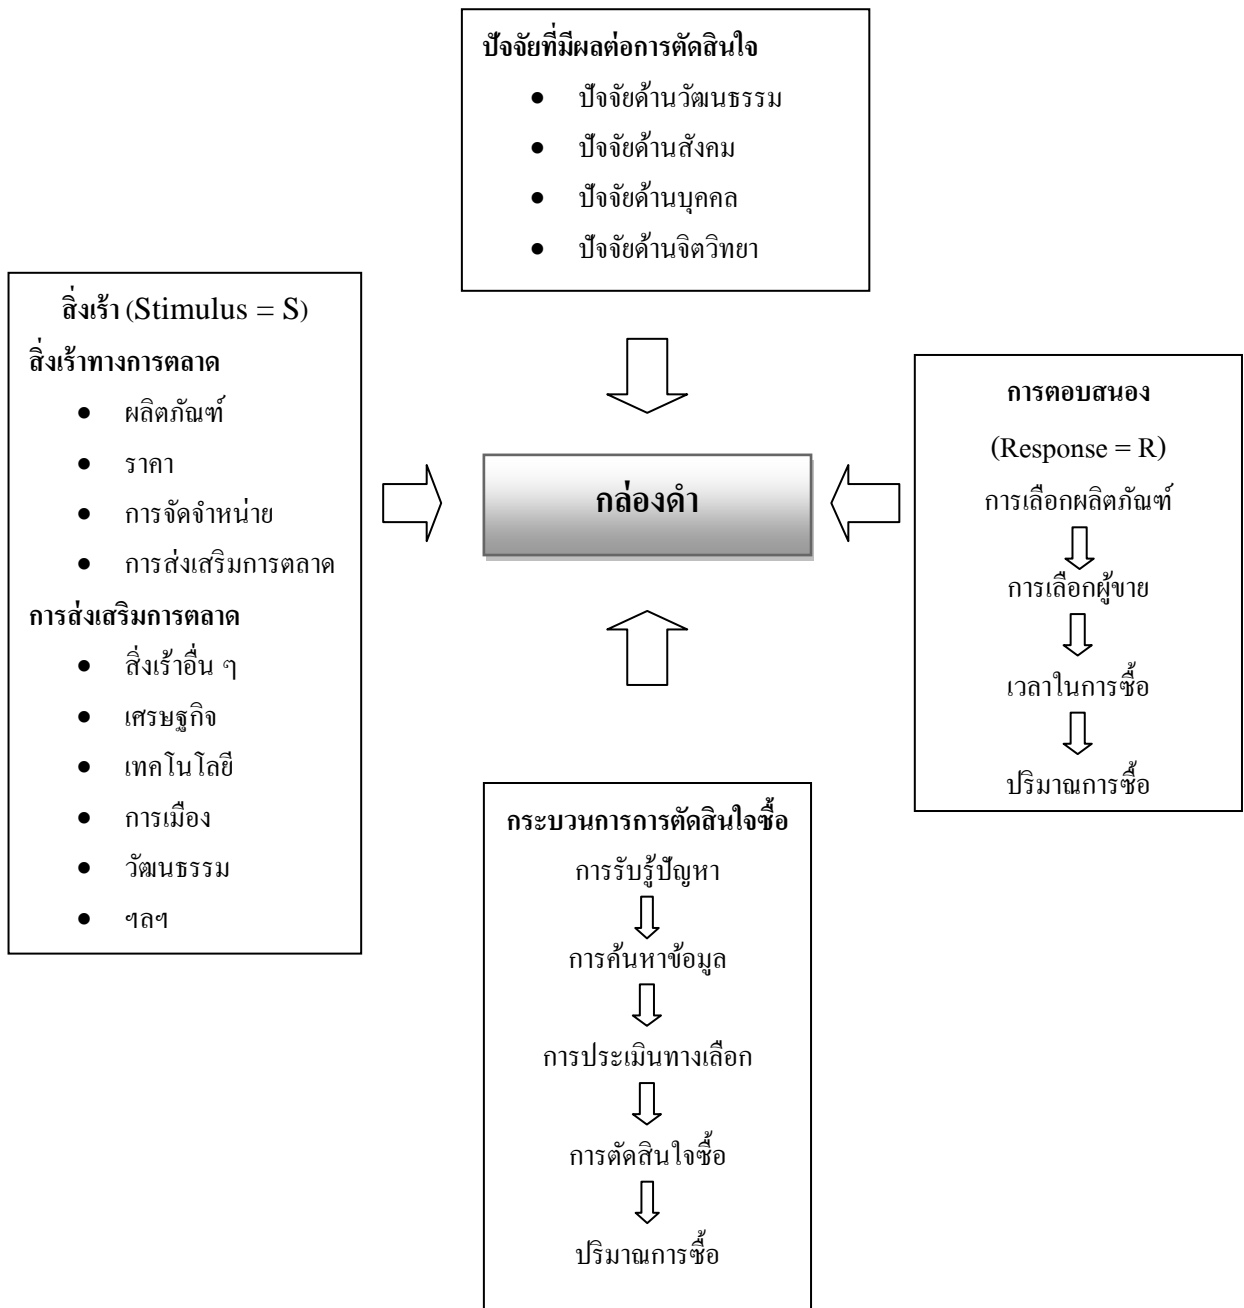 ปัจจัยที่มีผลต่อการตัดสินใจ
● ปัจจัยด้านวัฒนธรรม
● ปัจจัยด้านสังคม
● ปัจจัยด้านบุคคล
● ปัจจัยด้านจิตวิทยา
สิ่งเร้า (Stimulus = S)
สิ่งเร้าทางการตลาด
● ผลิตภัณฑ์
● ราคา
● การจัดจำหน่าย
● การส่งเสริมการตลาด
การส่งเสริมการตลาด
● สิ่งเร้าอื่น ๆ
● เศรษฐกิจ
● เทคโนโลยี
● การเมือง
● วัฒนธรรม
● ฯลฯ
กล่องดำ
การตอบสนอง
(Response = R)
การเลือกผลิตภัณฑ์
การเลือกผู้ขาย
เวลาในการซื้อ
ปริมาณการซื้อ
กระบวนการการตัดสินใจซื้อ
การรับรู้ปัญหา
การค้นหาข้อมูล
การประเมินทางเลือก
การตัดสินใจซื้อ
ปริมาณการซื้อ